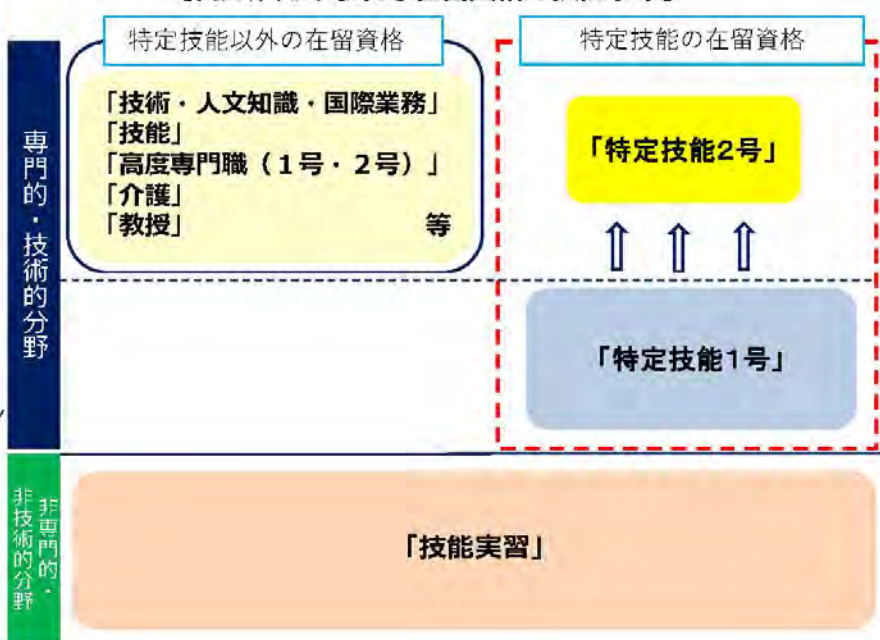 特定技能以外の在留資格
特定技能の在留資格
専門的・技術的分野
「技術・人文知識・国際業務」
「技能」
「高度専門職（１号・２号）」
「介護」
「教授」 等
「特定技能2号」
「特定技能1号」
非専門的・
非技術的分野
「技能実習」